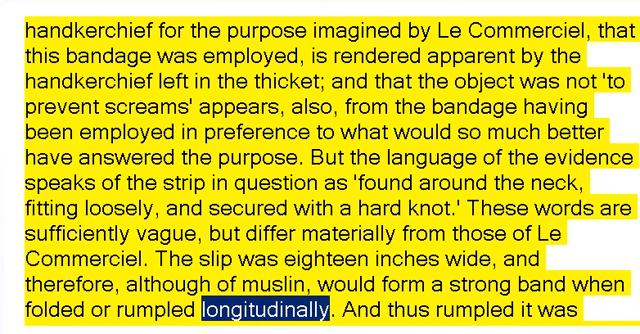 handkerchief for the purpose imagined by Le Commerciel, that
this bandage was employed, is rendered apparent by the
handkerchief left in the thicket; and that the object was not 'to
prevent screams' appears, also, from the bandage having
been employed in preference to what would so much better
have answered the purpose. But the language of the evidence
speaks of the strip in question as 'found around the neck,
fitting loosely, and secured with a hard knot.' These words are
sufficiently vague, but differ materially from those of Le
Commerciel. The slip was eighteen inches wide, and
therefore, although of muslin, would form a strong band when
folded or rumpled longitudinally. And thus rumpled it was